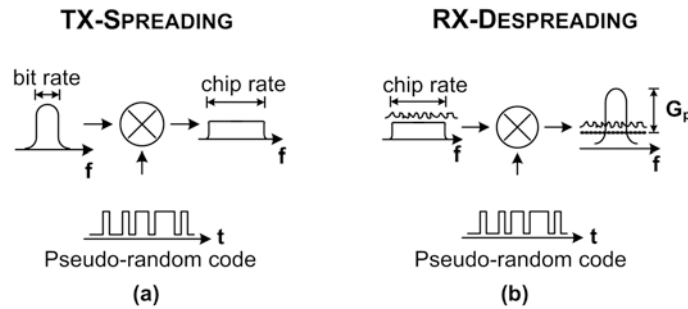 TX-SPREADING
bit rate
chip rate
f
f
t
Pseudo-random code
(a)
RX-DESPREADING
chip rate
Gp
f
f
t
Pseudo-random code
(b)